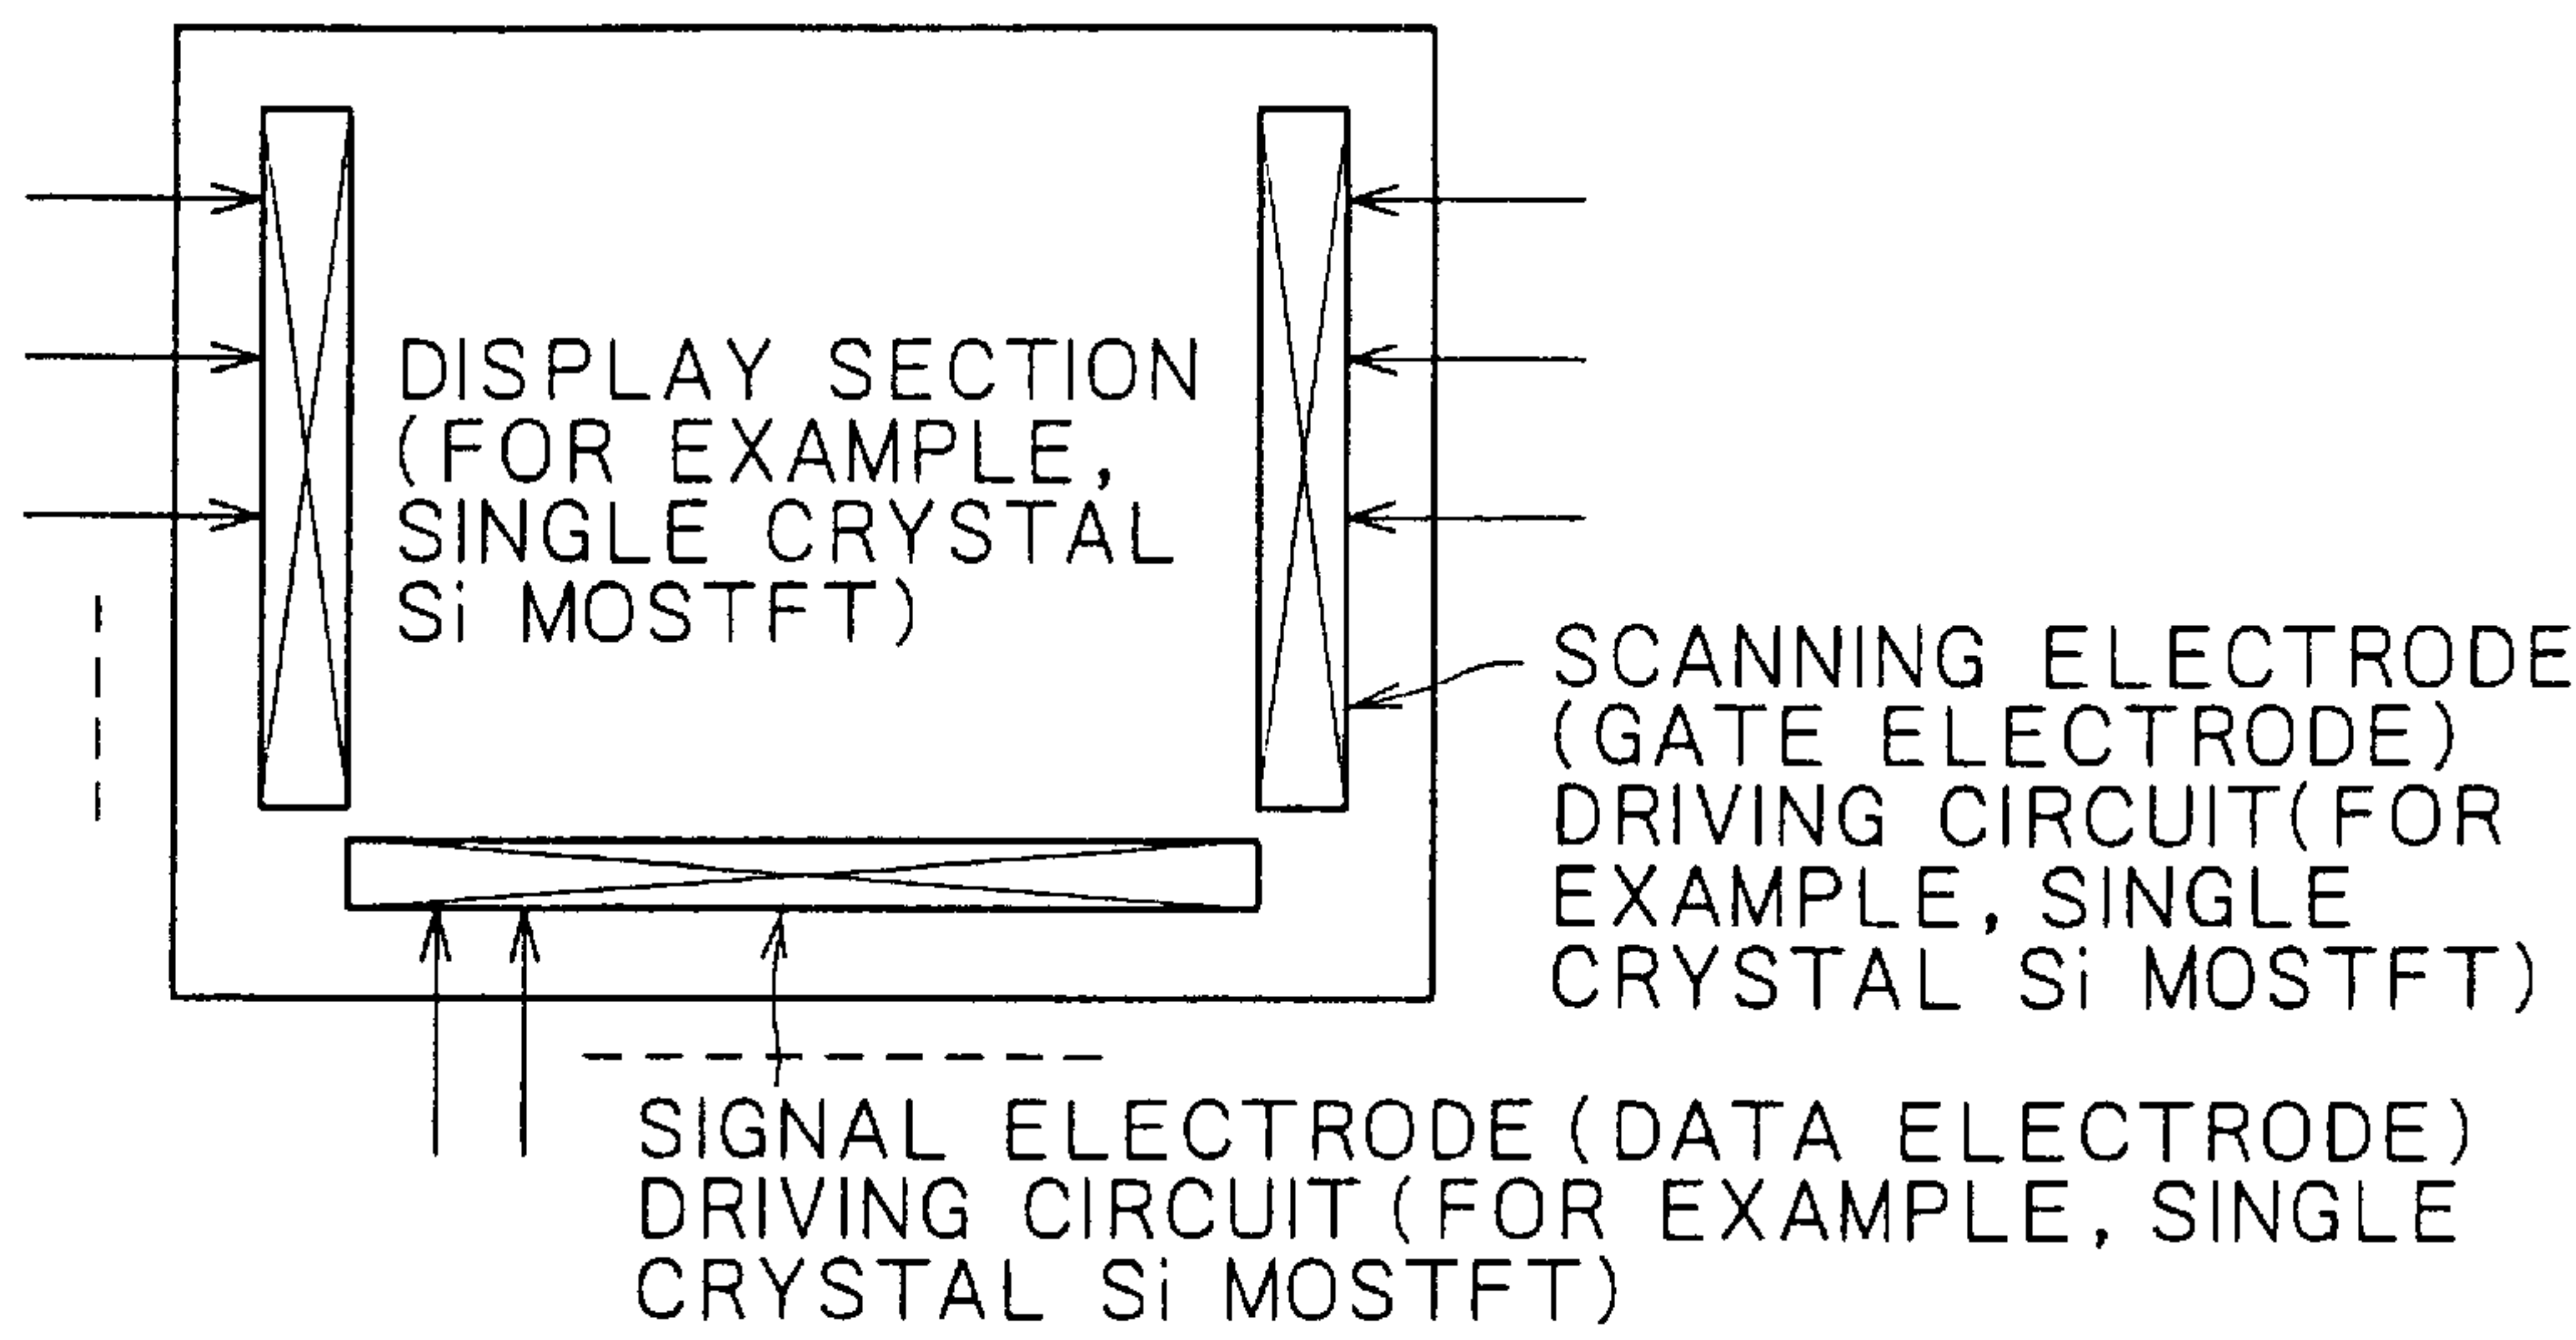 DISPLAY SECTION
(FOR EXAMPLE,
SINGLE CRYSTAL
Si MOSTFT)
SCANNING ELECTRODE
(GATE ELECTRODE)
DRIVING CIRCUIT(FOR
EXAMPLE, SINGLE
CRYSTAL Si MOSTFT)
SIGNAL ELECTRODE(DATA ELECTRODE)
DRIVING CIRCUIT(FOR EXAMPLE, SINGLE
CRYSTAL Si MOSTFT)